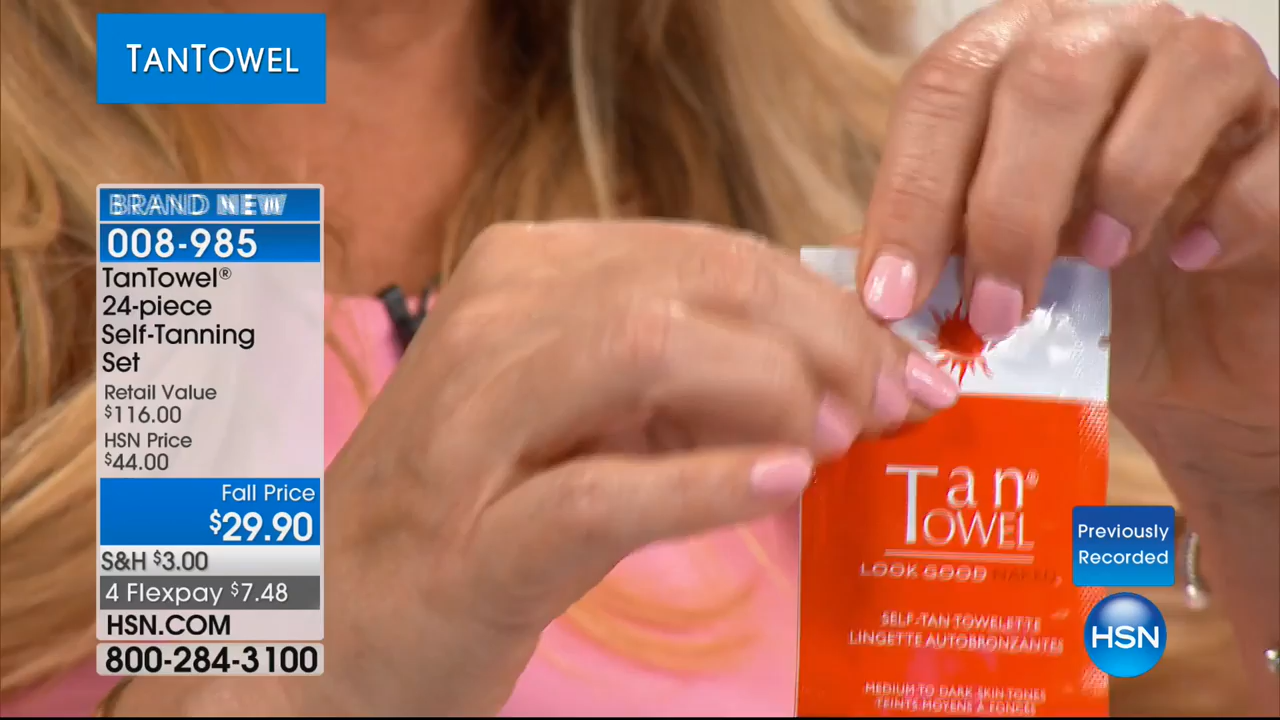 TANTOWEL
BRAND NEW
008-985
TanTowel®
24-piece
Self-Tanning
Set
Retail Value
$116.00
HSN Price
$44.00
Fall Price
$29.90
S&H $3.00
4 Flexpay $7.48
HSN.COM
800-284-3100
Tan®
TOWEL
LOOK GOOD NAKED
SELF-TAN TOWELETTE
LINGETTE AUTOBRONZANTES
MEDIUM TO DARK SKIN TONES
TEINTS MOYENS À FONCÉS
Previously
Recorded
HSN